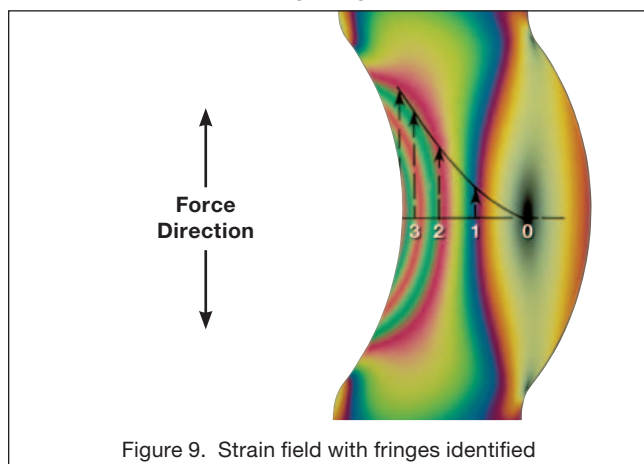 Force
Direction
3 2 1 0
Figure 9. Strain field with fringes identified